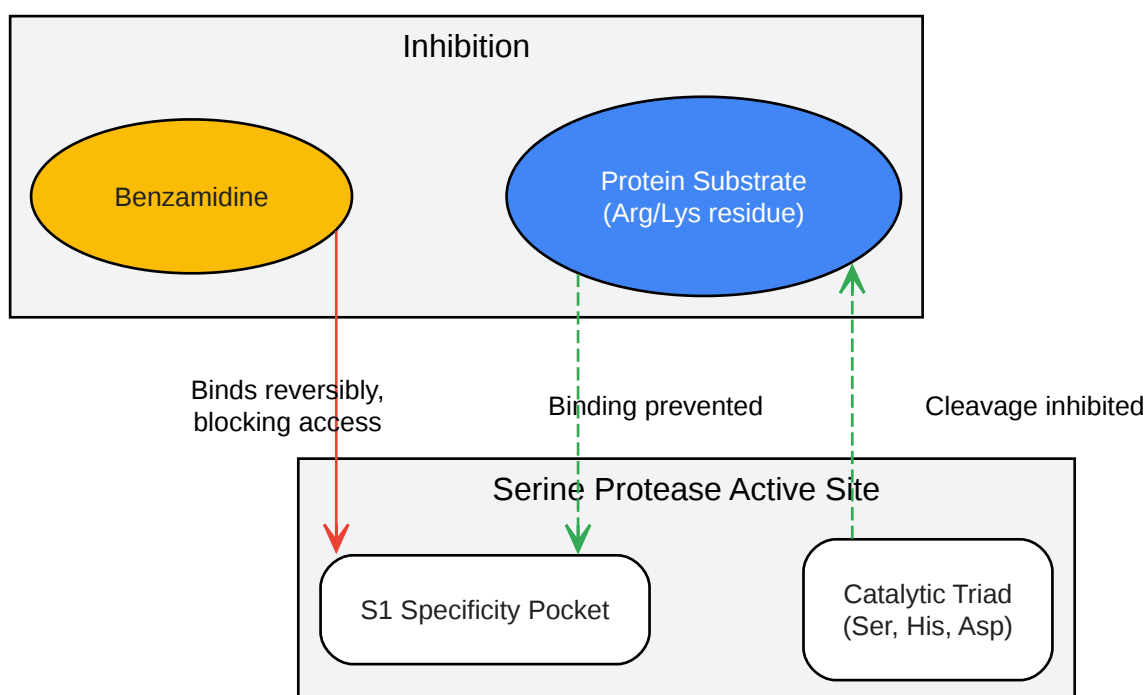 Inhibition
Benzamidine
Protein Substrate
(Arg/Lys residue)
Binds reversibly,
blocking access
Binding prevented
Cleavage inhibited
Serine Protease Active Site
S1 Specificity Pocket
Catalytic Triad
(Ser, His, Asp)